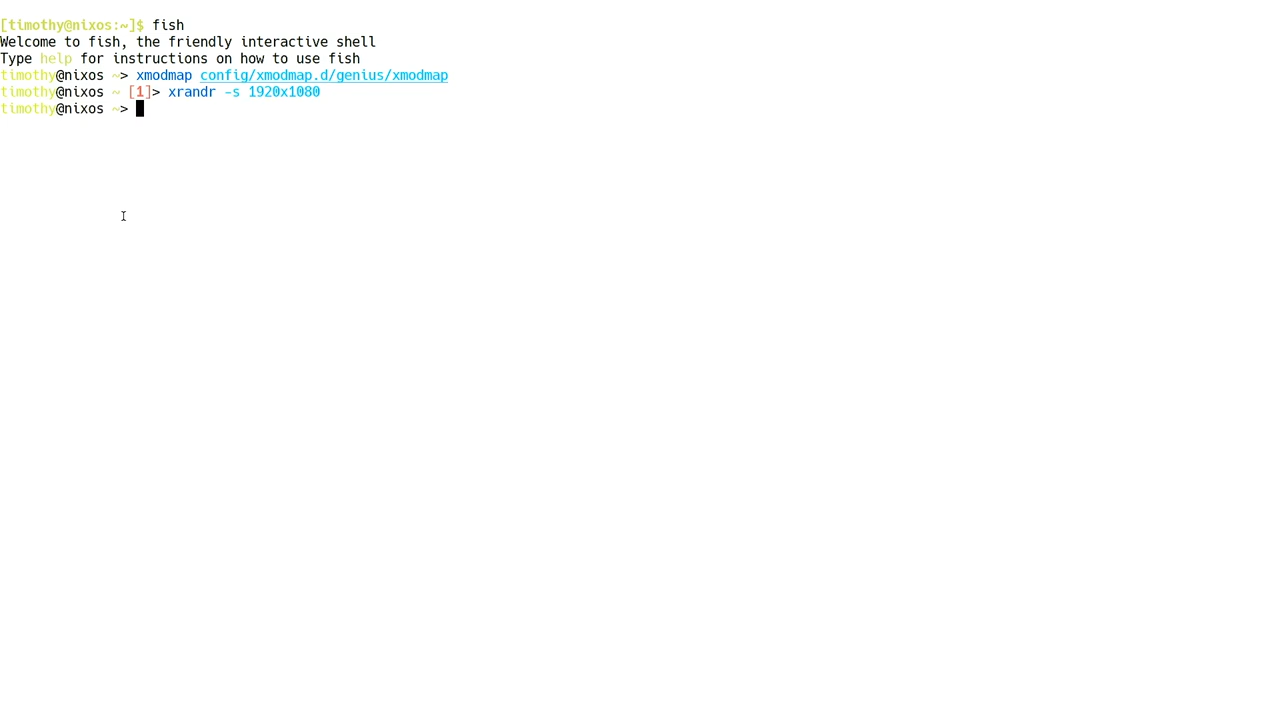 [timothy@nixos:~]$ fish
Welcome to fish, the friendly interactive shell
Type help for instructions on how to use fish
timothy@nixos ~> xmodmap config/xmodmap.d/genius/xmodmap
timothy@nixos ~ [1]> xrandr -s 1920x1080
timothy@nixos ~>